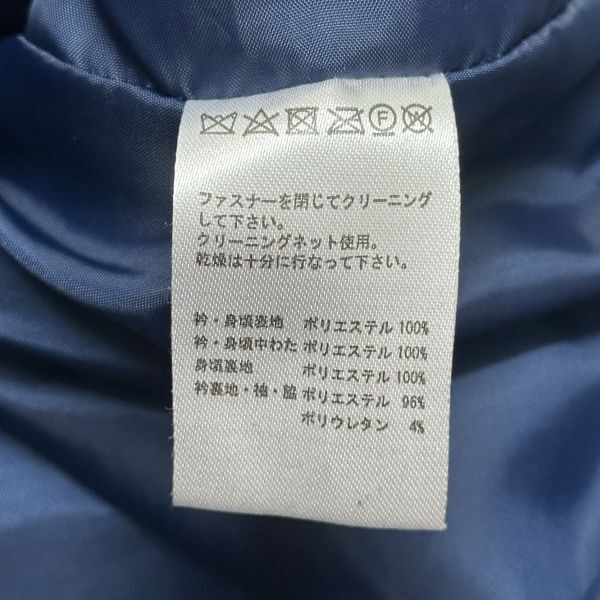 F W
ファスナーを閉じてクリーニング
して下さい。
クリーニングネット使用。
乾燥は十分に行なって下さい。
衿・身頃表地 ポリエステル 100%
衿・身頃中わた ポリエステル 100%
身頃裏地 ポリエステル 100%
衿裏地・袖・脇 ポリエステル 96%
ポリウレタン 4%